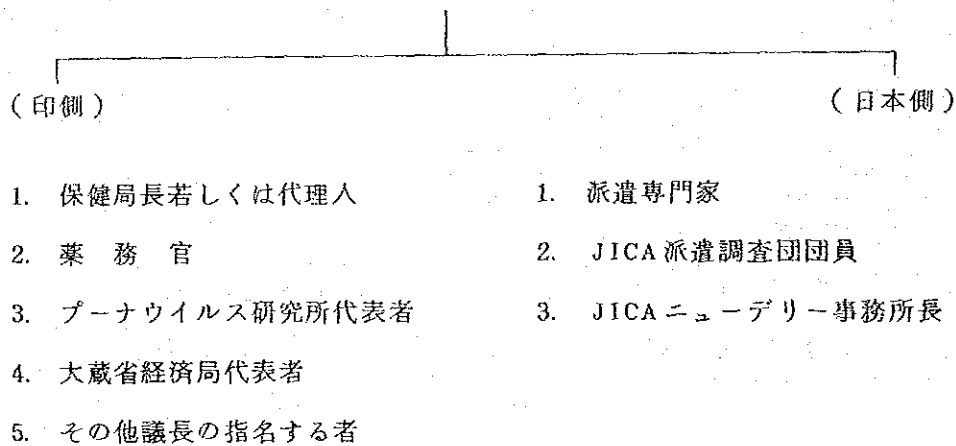 (印側) (日本側)
1. 保健局長若しくは代理人 1. 派遣専門家
2. 薬務官 2. JICA派遣調査団団員
3. プーナウイルス研究所代表者 3. JICAニューデリー事務所長
4. 大蔵省経済局代表者
5. その他議長の指名する者